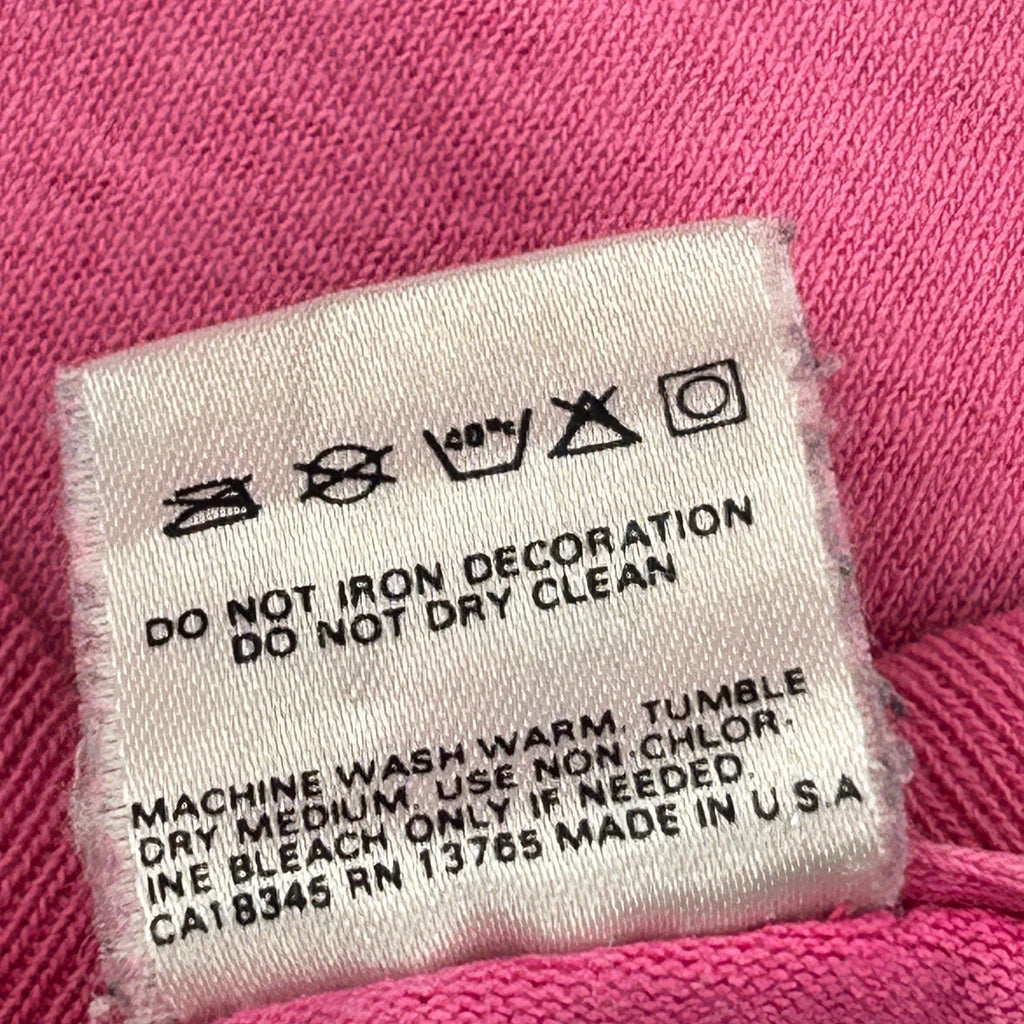 40°C
DO NOT IRON DECORATION
DO NOT DRY CLEAN
MACHINE WASH WARM. TUMBLE
DRY MEDIUM. USE NON-CHLOR-
INE BLEACH ONLY IF NEEDED.
CA18345 RN 13765 MADE IN U.S.A